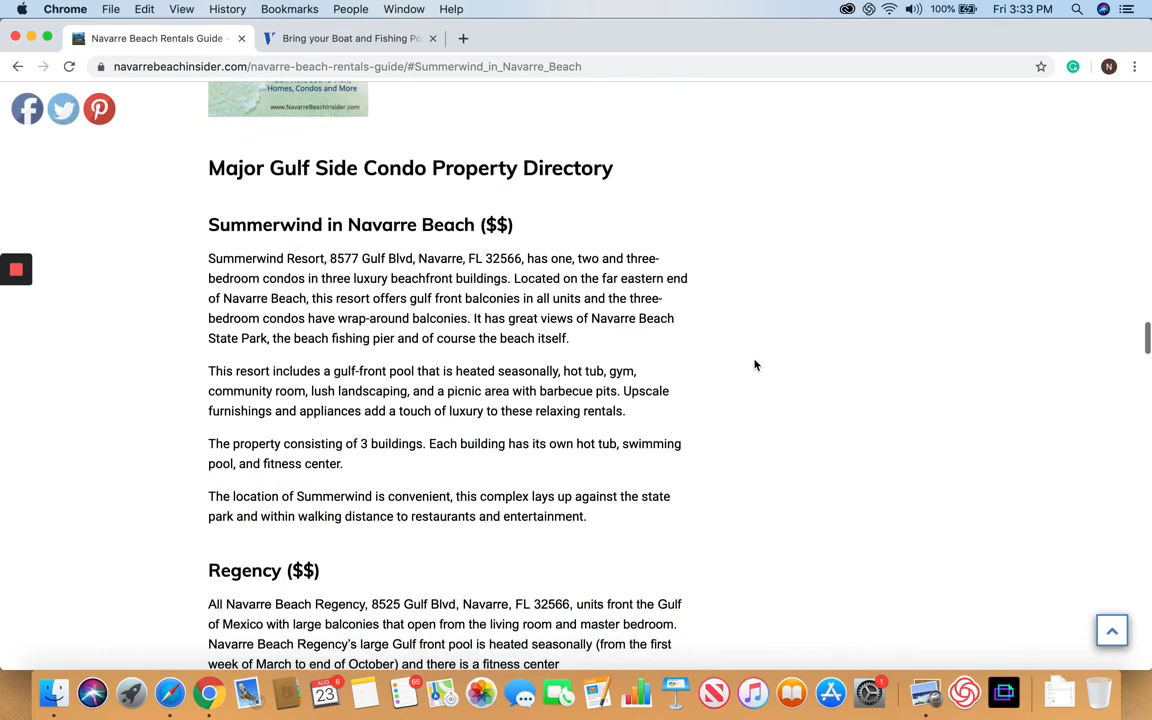 Chrome File Edit View History Bookmarks People Window Help 100% Fri 3:33 PM
Navarre Beach Rentals Guide - Bring your Boat and Fishing Po
navarrebeachinsider.com/navarre-beach-rentals-guide/#Summerwind_in_Navarre_Beach N
Homes, Condos and More
www.NavarreBeachInsider.com
Major Gulf Side Condo Property Directory
Summerwind in Navarre Beach ($$)
Summerwind Resort, 8577 Gulf Blvd, Navarre, FL 32566, has one, two and three-
bedroom condos in three luxury beachfront buildings. Located on the far eastern end
of Navarre Beach, this resort offers gulf front balconies in all units and the three-
bedroom condos have wrap-around balconies. It has great views of Navarre Beach
State Park, the beach fishing pier and of course the beach itself.
This resort includes a gulf-front pool that is heated seasonally, hot tub, gym,
community room, lush landscaping, and a picnic area with barbecue pits. Upscale
furnishings and appliances add a touch of luxury to these relaxing rentals.
The property consisting of 3 buildings. Each building has its own hot tub, swimming
pool, and fitness center.
The location of Summerwind is convenient, this complex lays up against the state
park and within walking distance to restaurants and entertainment.
Regency ($$)
All Navarre Beach Regency, 8525 Gulf Blvd, Navarre, FL 32566, units front the Gulf
of Mexico with large balconies that open from the living room and master bedroom.
Navarre Beach Regency's large Gulf front pool is heated seasonally (from the first
week of March to end of October) and there is a fitness center
AUG 23 6 65 1